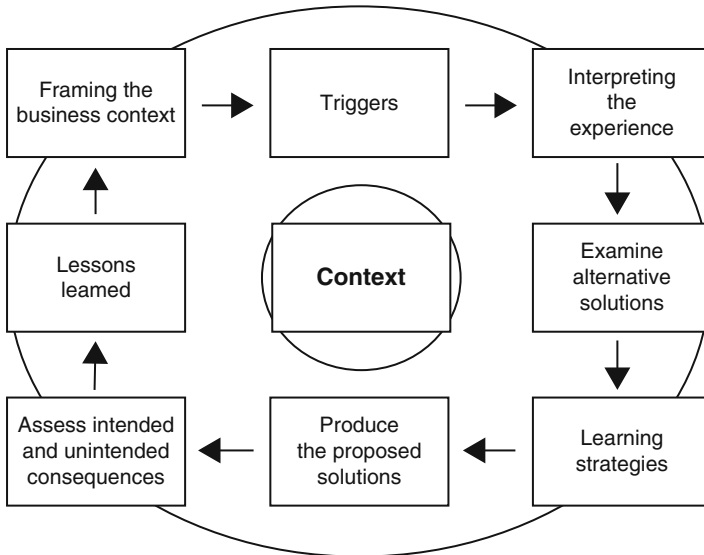 Framing the
business context
Triggers
Interpreting
the
experience
Lessons
leamed
Context
Examine
alternative
solutions
Assess intended
and unintended
consequences
Produce
the proposed
solutions
Learning
strategies